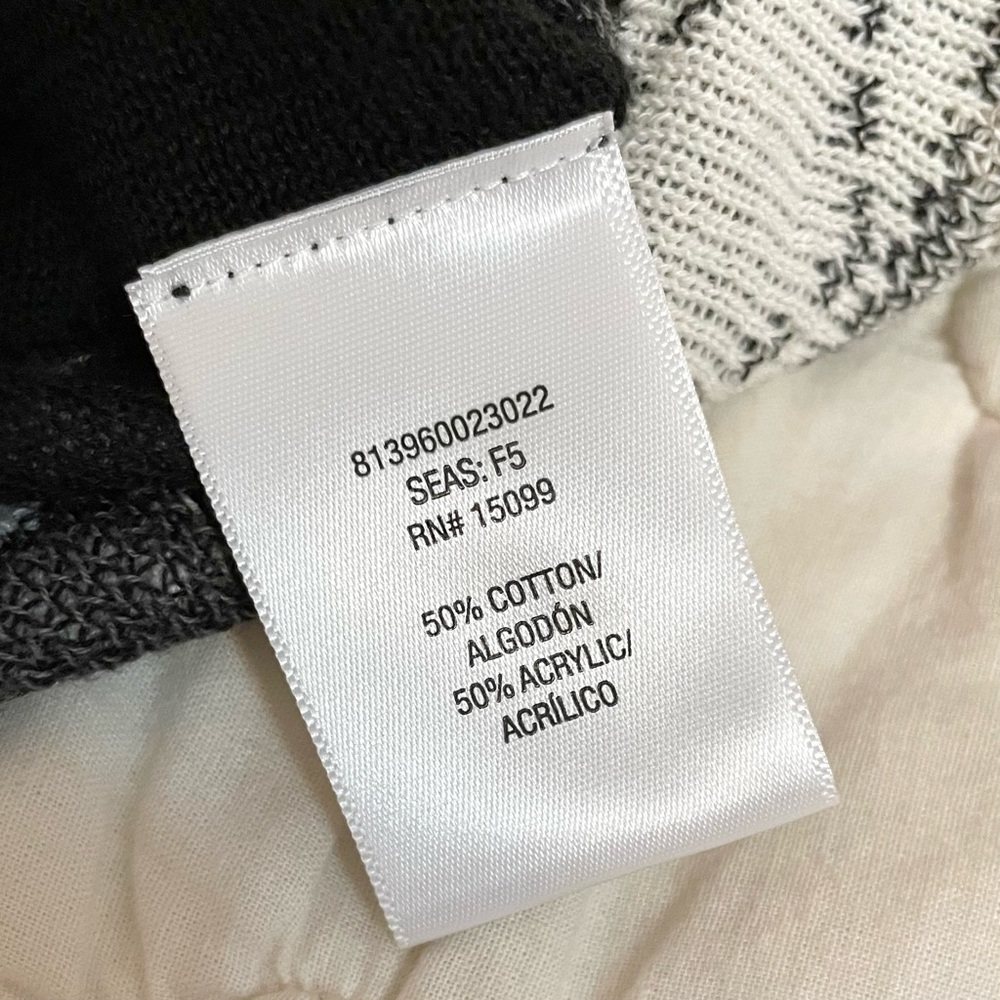 813960023022
SEAS: F5
RN# 15099
50% COTTON/
ALGODÓN
50% ACRYLIC/
ACRÍLICO